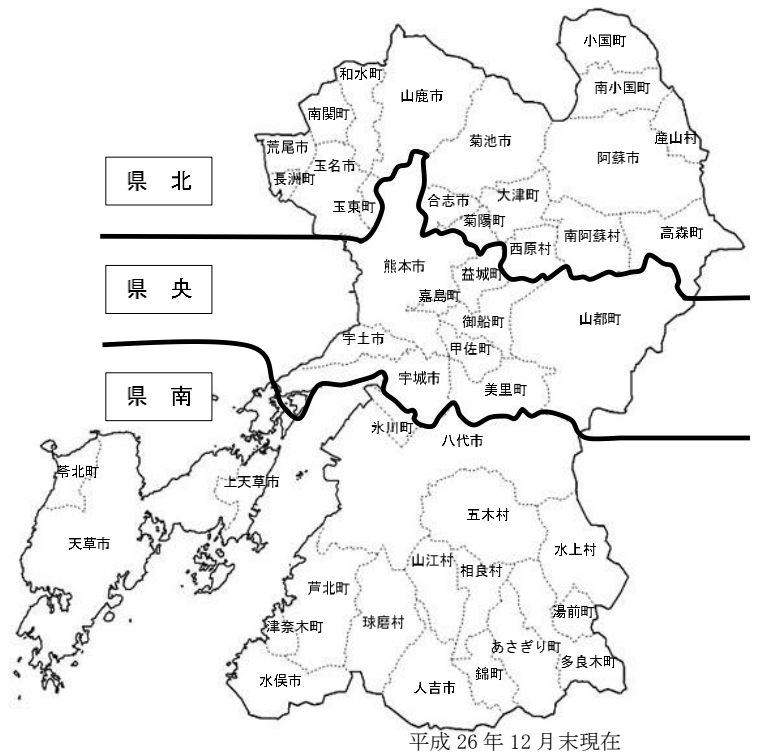 小国町
和水町
南小国町
山鹿市
南関町
菊池市
産山村
荒尾市
阿蘇市
玉名市
長洲町
県 北
大津町
合志市
玉東町
菊陽町
南阿蘇村
高森町
西原村
熊本市
益城町
県 央
嘉島町
御船町
山都町
宇土市
甲佐町
宇城市
美里町
県 南
氷川町
八代市
苓北町
上天草市
五木村
天草市
水上村
山江村
相良村
芦北町
湯前町
津奈木町
球磨村
あさぎり町
多良木町
錦町
水俣市
人吉市
平成 26 年 12 月末現在